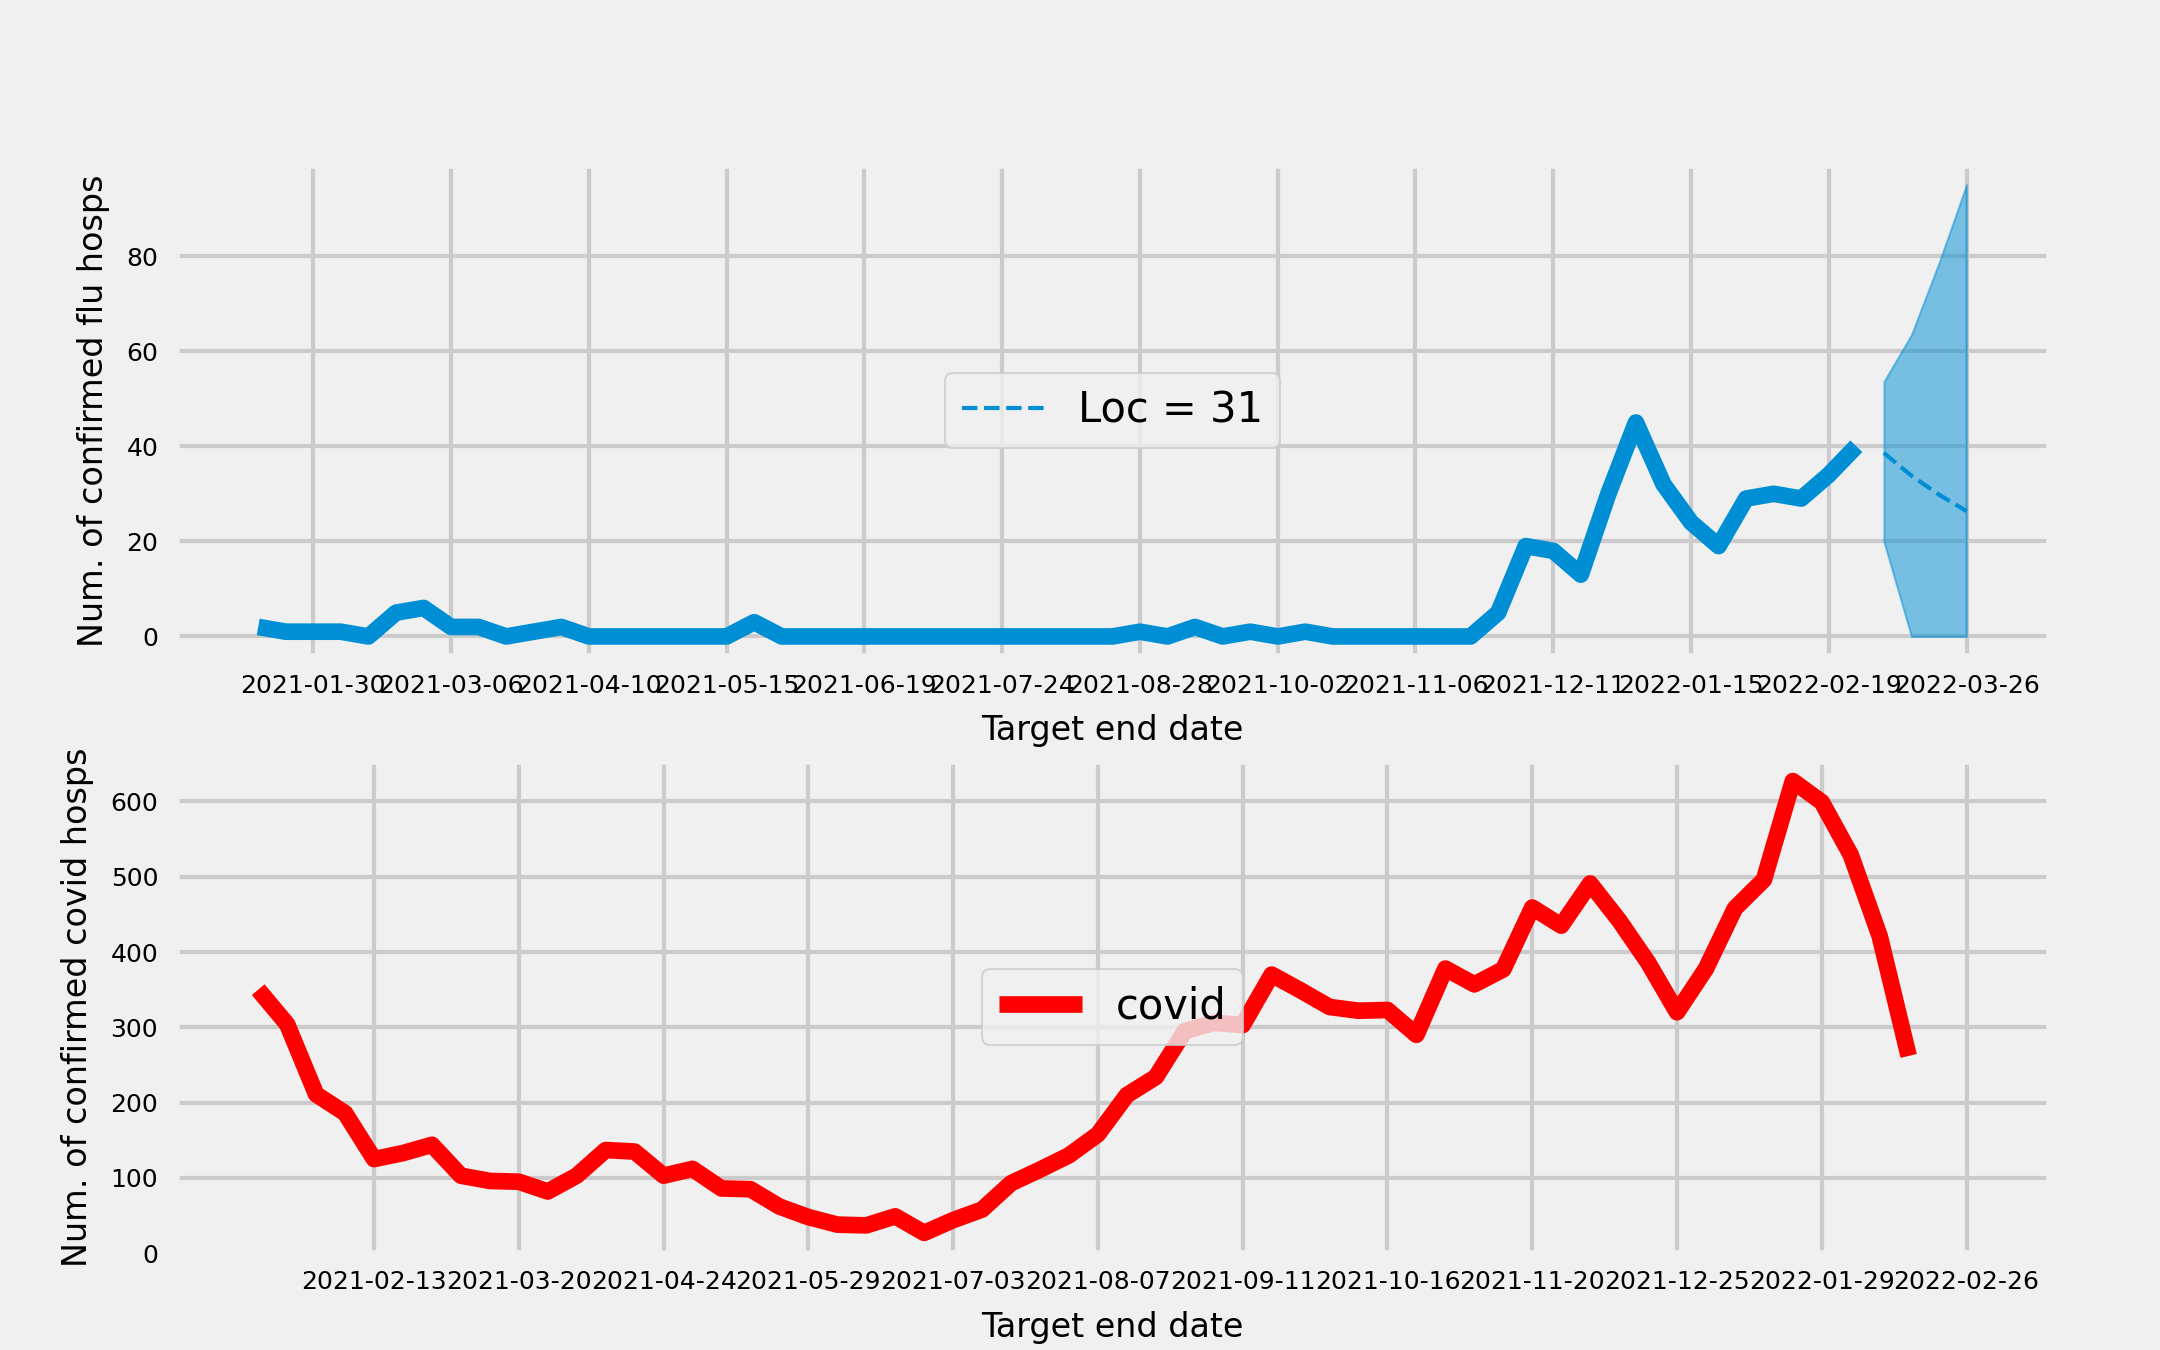 Num. of confirmed flu hosps
80
60
40
20
0
Loc = 31
2021-01-30 2021-03-06 2021-04-10 2021-05-15 2021-06-19 2021-07-24 2021-08-28 2021-10-02 2021-11-06 2021-12-11 2022-01-15 2022-02-19 2022-03-26
Target end date
Num. of confirmed covid hosps
600
500
400
300
200
100
0
covid
2021-02-13 2021-03-20 2021-04-24 2021-05-29 2021-07-03 2021-08-07 2021-09-11 2021-10-16 2021-11-20 2021-12-25 2022-01-29 2022-02-26
Target end date